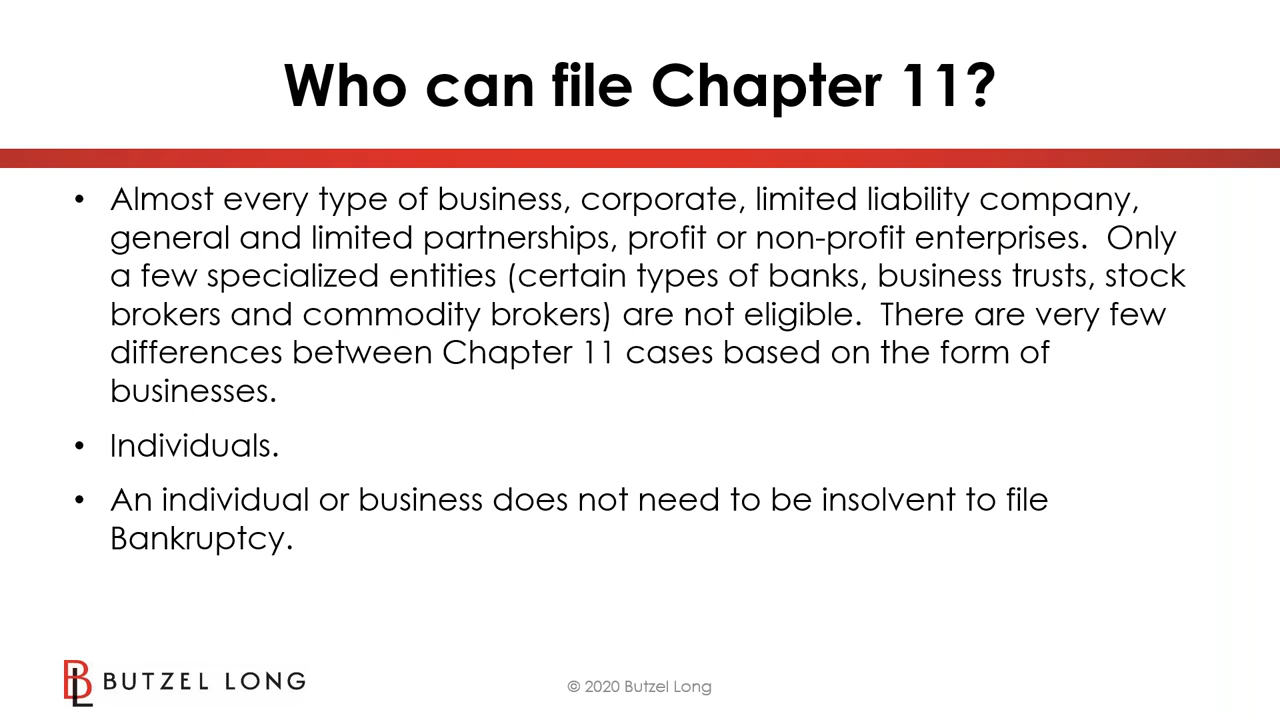 Who can file Chapter 11?
• Almost every type of business, corporate, limited liability company,
general and limited partnerships, profit or non-profit enterprises.  Only
a few specialized entities (certain types of banks, business trusts, stock
brokers and commodity brokers) are not eligible.  There are very few
differences between Chapter 11 cases based on the form of
businesses.
• Individuals.
• An individual or business does not need to be insolvent to file
Bankruptcy.
BL BUTZEL LONG
© 2020 Butzel Long